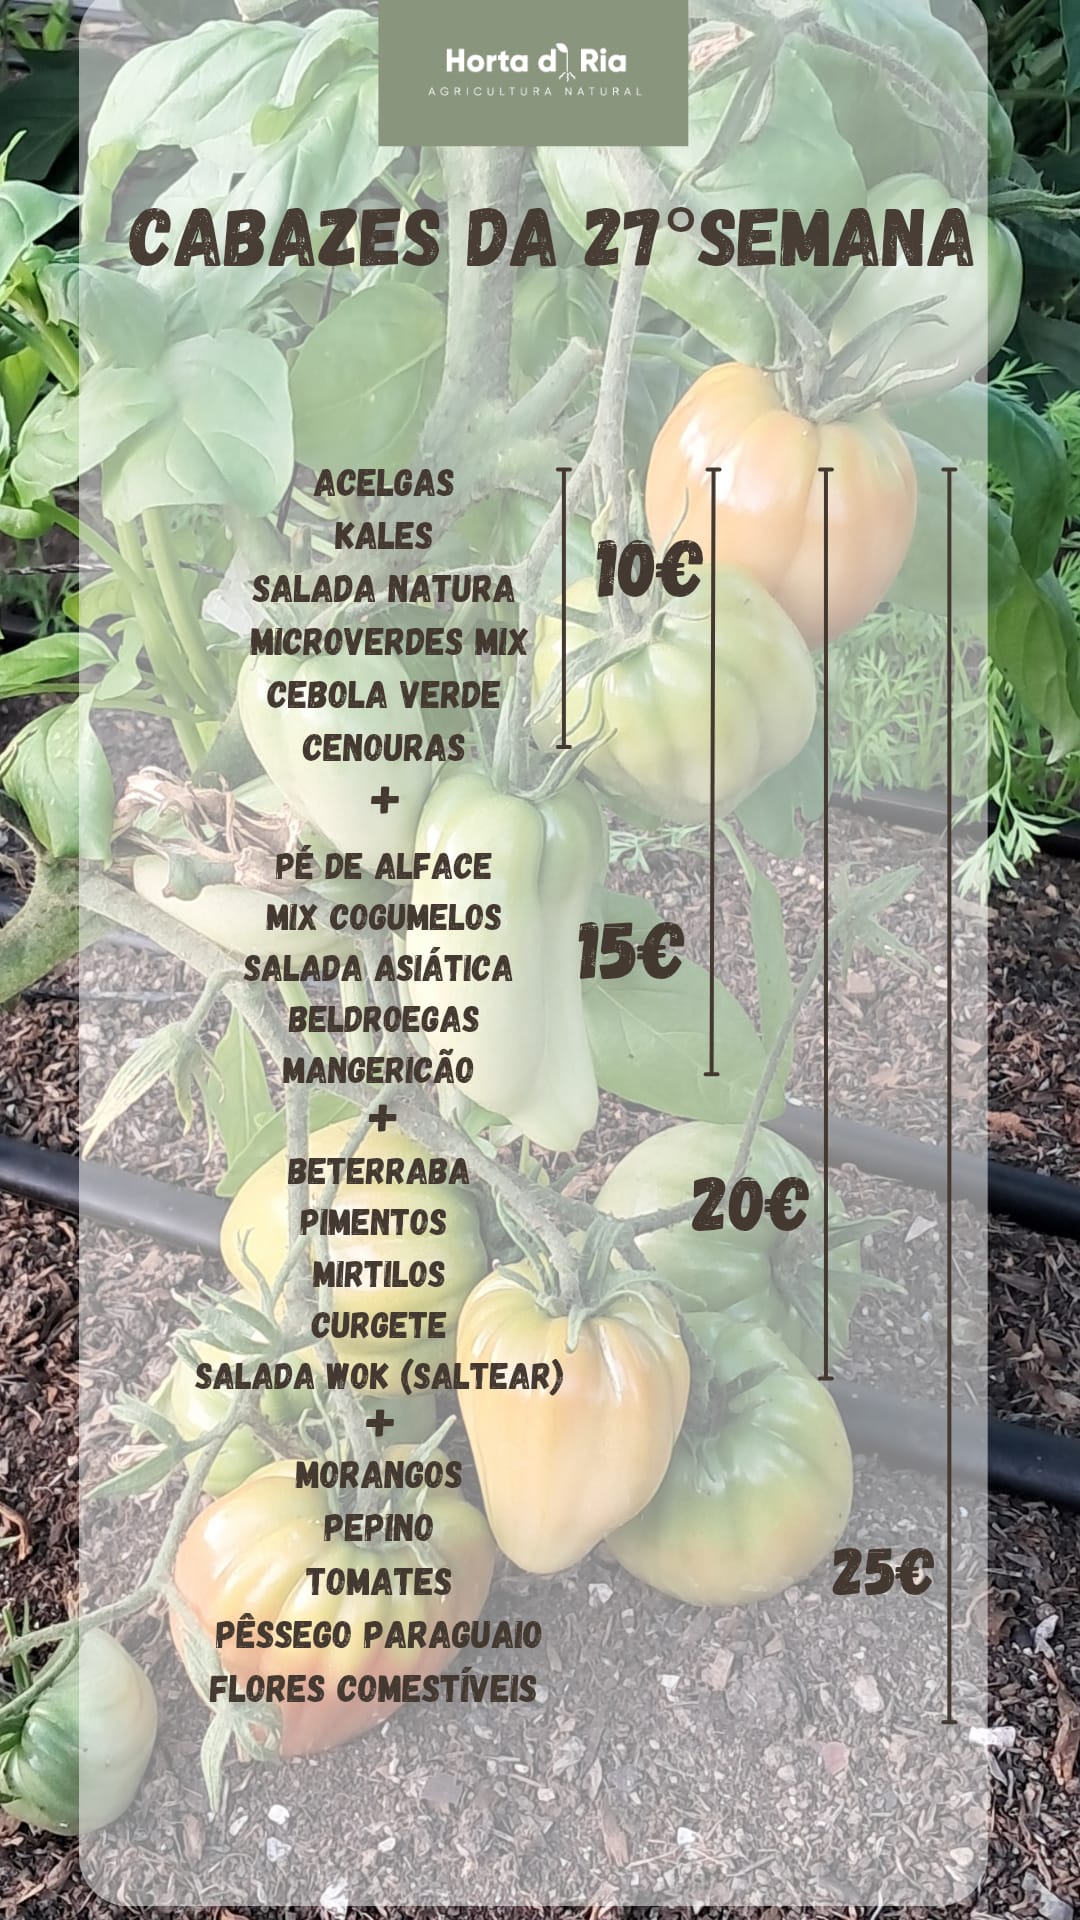 Horta d Ria
AGRICULTURA NATURAL
CABAZES DA 27°SEMANA
ACELGAS
KALES
SALADA NATURA
MICROVERDES MIX
CEBOLA VERDE
CENOURAS
10€
+
PÉ DE ALFACE
MIX COGUMELOS
SALADA ASIÁTICA
BELDROEGAS
MANGERICÃO
15€
+
BETERRABA
PIMENTOS
MIRTILOS
CURGETE
SALADA WOK (SALTEAR)
20€
+
MORANGOS
PEPINO
TOMATES
PÊSSEGO PARAGUAIO
FLORES COMESTÍVEIS
25€